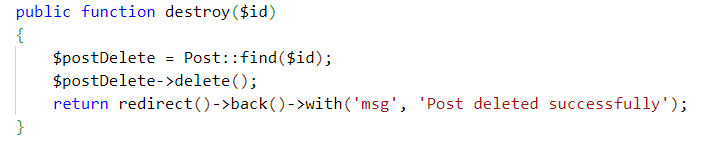 public function destroy($id)
{
    $postDelete = Post::find($id);
    $postDelete->delete();
    return redirect()->back()->with('msg', 'Post deleted successfully');
}